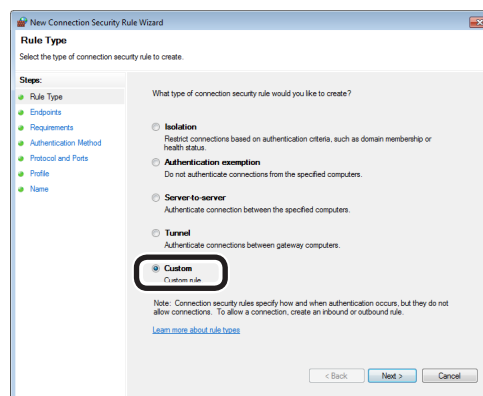 New Connection Security Rule Wizard
Rule Type
Select the type of connection security rule to create.
Steps:
Rule Type
Endpoints
Requirements
Authentication Method
Protocol and Ports
Profile
Name
What type of connection security rule would you like to create?
Isolation
Restrict connections based on authentication criteria, such as domain membership or
health status.
Authentication exemption
Do not authenticate connections from the specified computers.
Server-to-server
Authenticate connection between the specified computers.
Tunnel
Authenticate connections between gateway computers.
Custom
Custom rule
Note: Connection security rules specify how and when authentication occurs, but they do not
allow connections. To allow a connection, create an inbound or outbound rule.
Learn more about rule types
< Back Next > Cancel